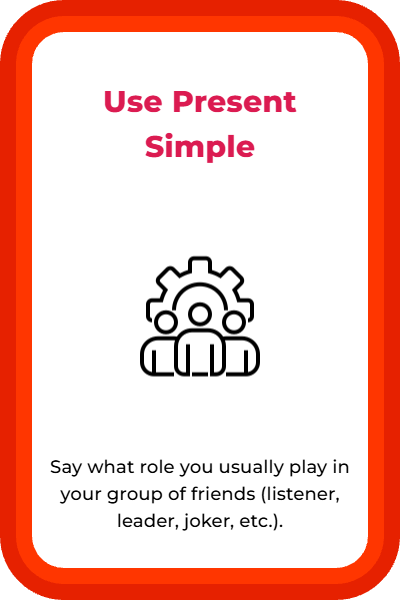 Use Present
Simple
Say what role you usually play in
your group of friends (listener,
leader, joker, etc.).